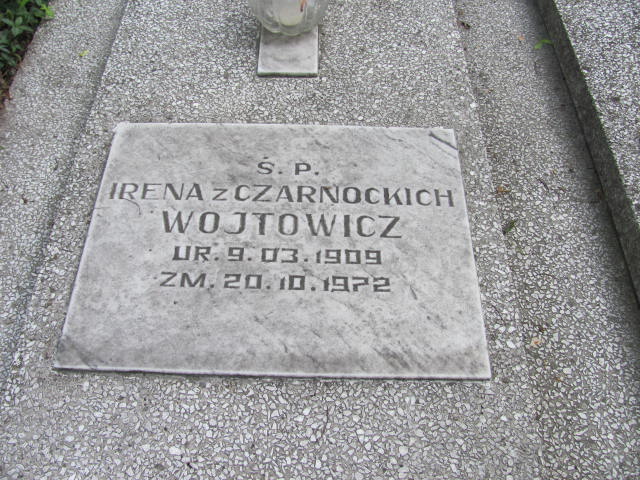 Ś. P.
IRENA z CZARNOCKICH
WOJTOWICZ
UR. 9.03.1909
ZM. 20.10.1972